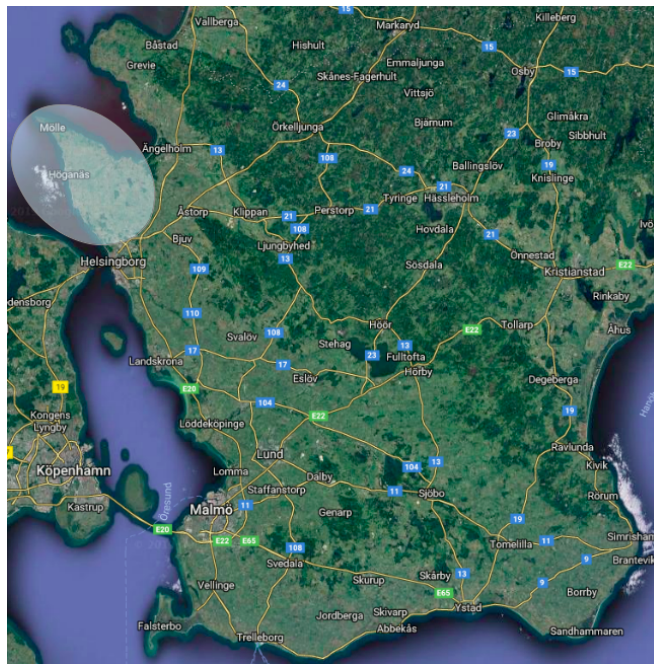 15
Killeberg
Vallberga
Markaryd
Båstad
Hishult
Emmaljunga
15
Grevie
Skånes-Fagerhult
Osby
15
24
Vittsjö
Mölle
Örkelljunga
Bjärnum
Glimåkra
23
Sibbhult
Broby
Ängelholm
13
108
Ballingslöv
19
24
Knislinge
Höganäs
Tyringe
21
Hässleholm
Åstorp
Klippan
21
Perstorp
21
108
Hovdala
21
Bjuv
Ljungbyhed
Önnestad
13
Helsingborg
109
Sösdala
Kristianstad
E22
densborg
Rinkaby
110
Höör
E22
Tollarp
Åhus
Svalöv
108
Stehag
13
17
23
Fulltofta
Landskrona
17
Hörby
Eslöv
Degeberga
19
E20
104
E22
19
Kongens
Lyngby
Löddeköpinge
Lund
Ravlunda
Köpenhamn
Lomma
13
Kivik
104
Staffanstorp
Dalby
11
Sjöbo
Rörum
Kastrup
Öresund
Malmö
11
Genarp
19
E20
E22
E65
106
Tomelilla
11
Simrisham
Svedala
9
Brantevik
Skårby
13
Vellinge
Skurup
9
E65
Borrby
Ystad
Jordberga
Skivarp
Falsterbo
Abbekås
Sandhammaren
Trelleborg